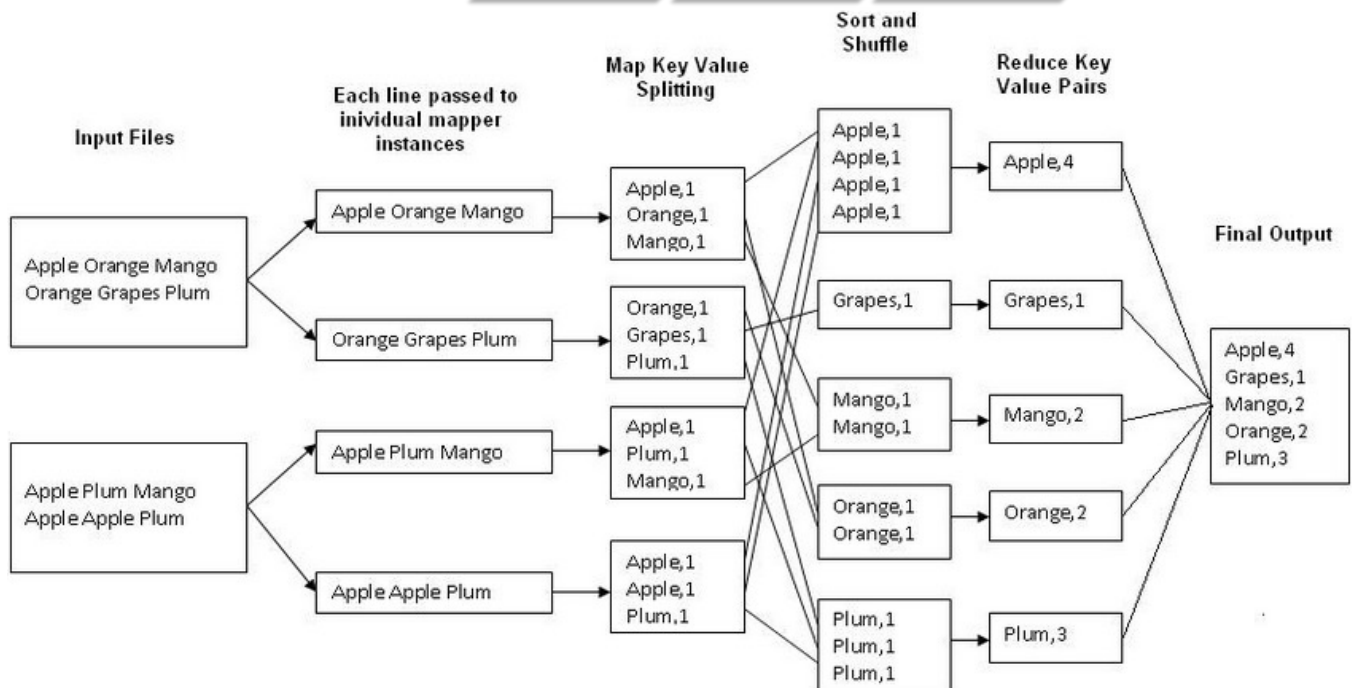 Input Files
Apple Orange Mango
Orange Grapes Plum
Apple Plum Mango
Apple Apple Plum
Each line passed to
inividual mapper
instances
Apple Orange Mango
Orange Grapes Plum
Apple Plum Mango
Apple Apple Plum
Map Key Value
Splitting
Apple,1
Orange,1
Mango,1
Orange,1
Grapes,1
Plum,1
Apple,1
Plum,1
Mango,1
Apple,1
Apple,1
Plum,1
Sort and
Shuffle
Apple,1
Apple,1
Apple,1
Apple,1
Grapes,1
Mango,1
Mango,1
Orange,1
Orange,1
Plum,1
Plum,1
Plum,1
Reduce Key
Value Pairs
Apple,4
Grapes,1
Mango,2
Orange,2
Plum,3
Final Output
Apple,4
Grapes,1
Mango,2
Orange,2
Plum,3